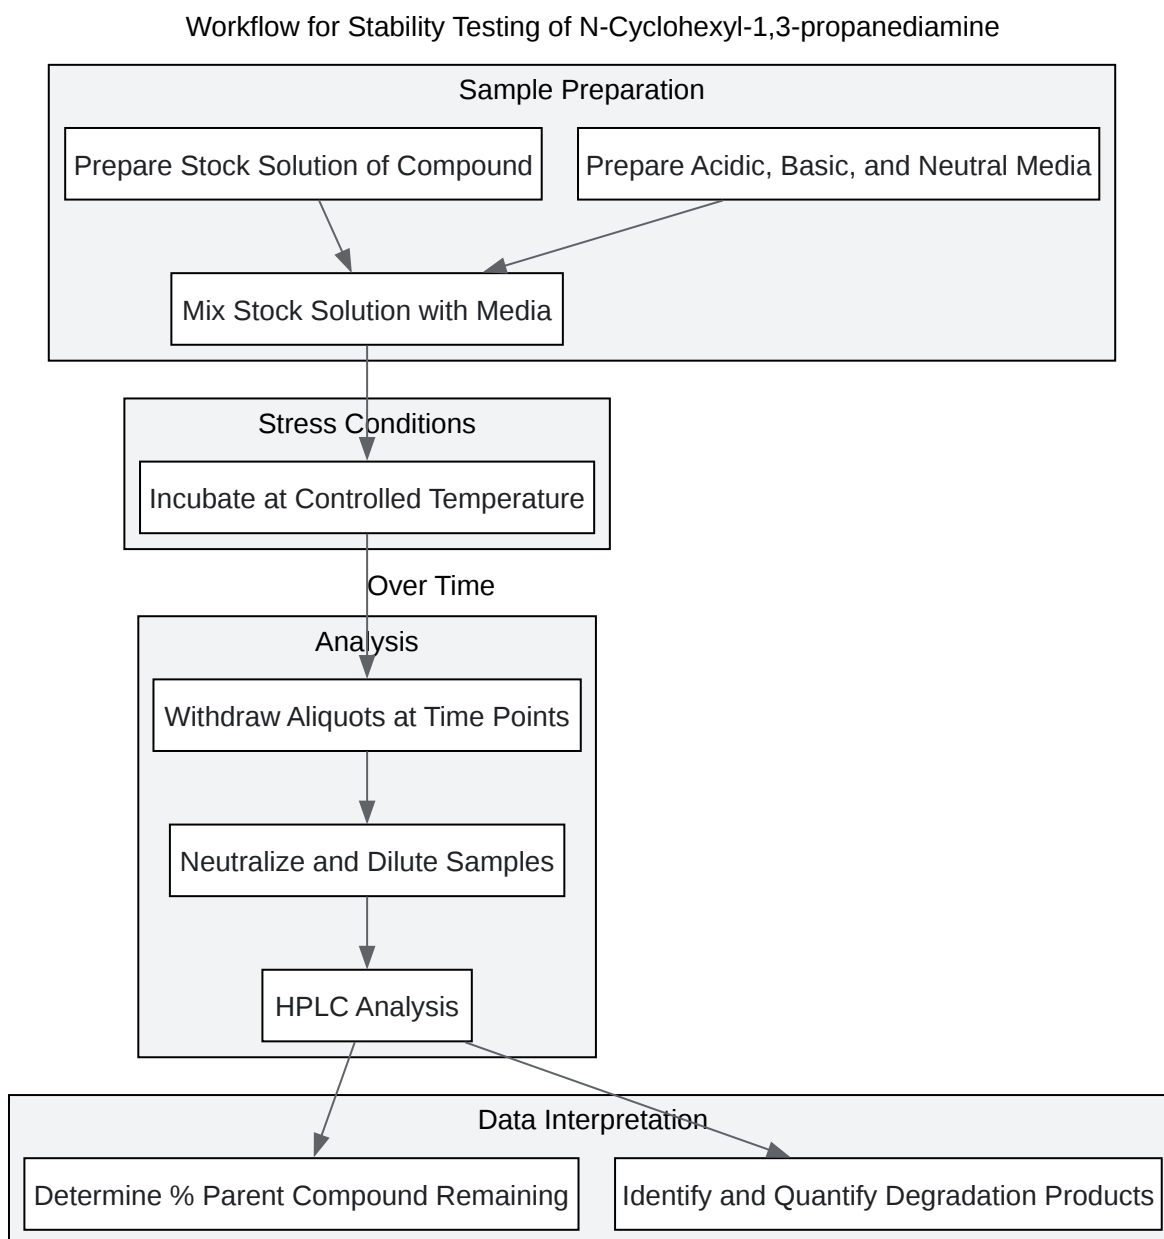 Workflow for Stability Testing of N-Cyclohexyl-1,3-propanediamine
Sample Preparation
Prepare Stock Solution of Compound
Prepare Acidic, Basic, and Neutral Media
Mix Stock Solution with Media
Stress Conditions
Incubate at Controlled Temperature
Over Time
Analysis
Withdraw Aliquots at Time Points
Neutralize and Dilute Samples
HPLC Analysis
Data Interpretation
Determine % Parent Compound Remaining
Identify and Quantify Degradation Products